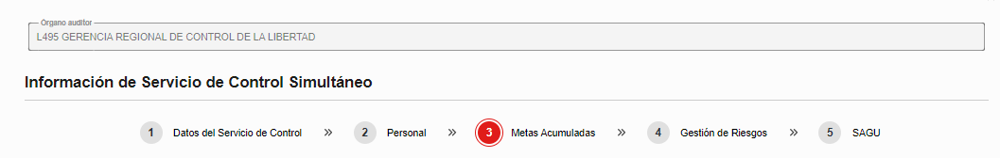 Órgano auditor
L495 GERENCIA REGIONAL DE CONTROL DE LA LIBERTAD
Información de Servicio de Control Simultáneo
1 Datos del Servicio de Control » 2 Personal » 3 Metas Acumuladas » 4 Gestión de Riesgos » 5 SAGU